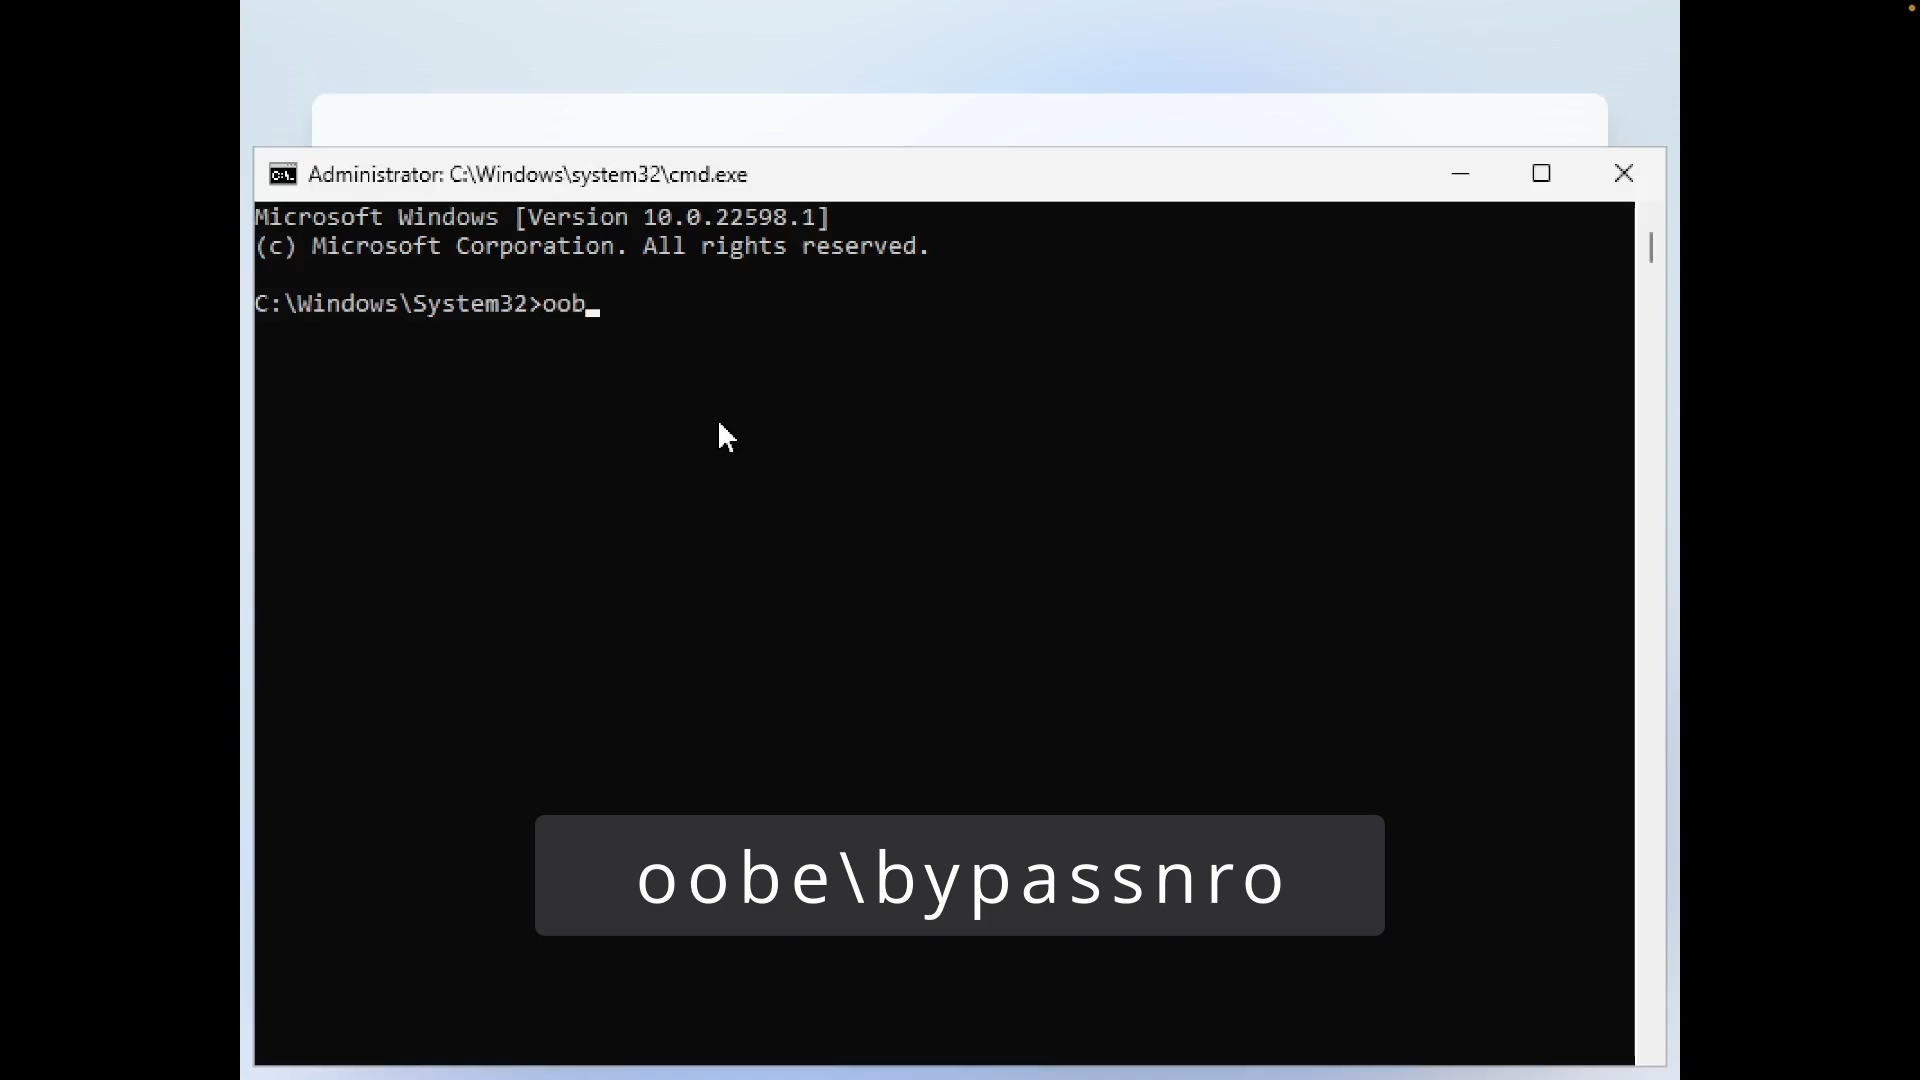 Administrator: C:\Windows\system32\cmd.exe
Microsoft Windows [Version 10.0.22598.1]
(c) Microsoft Corporation. All rights reserved.
C:\Windows\System32>oob
oobe\bypassnro